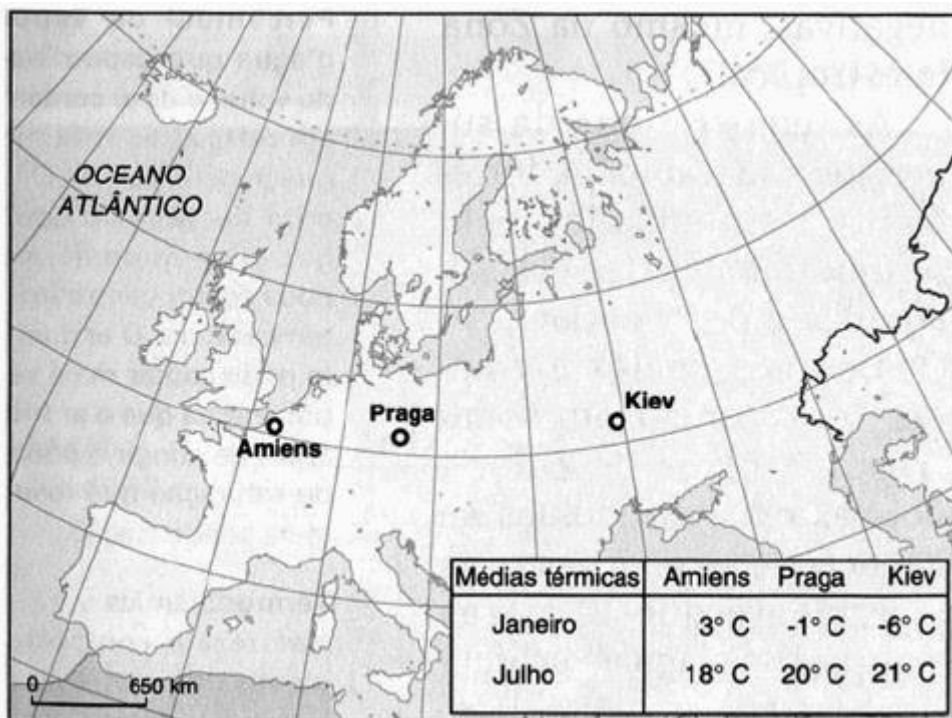 OCEANO
ATLÂNTICO
Amiens
Praga
Kiev
Médias térmicas Amiens Praga Kiev
Janeiro 3° C -1° C -6° C
Julho 18° C 20° C 21° C
0 650 km